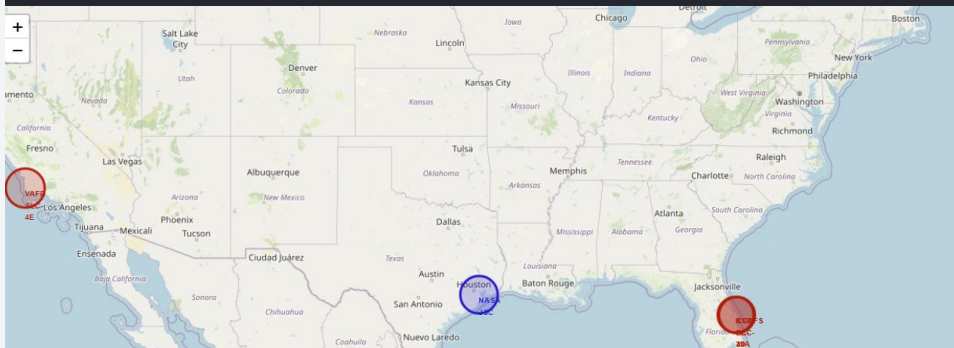 +
−
Detroit
Chicago
Boston
Iowa
Salt Lake
City
Nebraska
Lincoln
Pennsylvania
New York
Denver
Utah
Illinois
Indiana
Ohio
Philadelphia
Kansas City
Colorado
amento
Nevada
West Virginia
Washington
Kansas
Missouri
Kentucky
Virginia
California
Richmond
Fresno
Las Vegas
Tulsa
Raleigh
Albuquerque
Oklahoma
Memphis
Tennessee
Charlotte
North Carolina
VAFB
Arkansas
Arizona
New Mexico
Los Angeles
4E
Phoenix
Dallas
Atlanta
South Carolina
Tijuana
Mexicali
Tucson
Mississippi
Alabama
Georgia
Ensenada
Ciudad Juárez
Texas
Louisiana
Baja California
Austin
Houston
Baton Rouge
Jacksonville
Sonora
San Antonio
NASA
JSC
Chihuahua
Florida
Coahuila
Nuevo Laredo